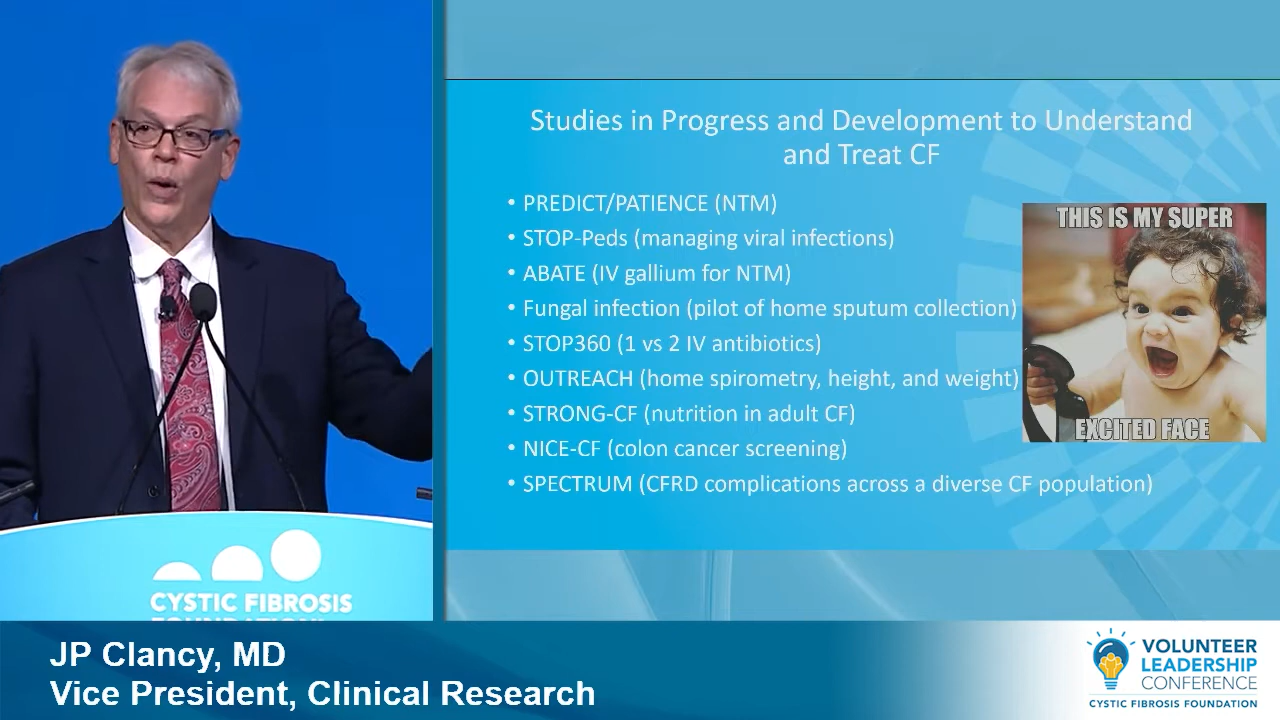 Studies in Progress and Development to Understand
and Treat CF
• PREDICT/PATIENCE (NTM)
• STOP-Peds (managing viral infections)
• ABATE (IV gallium for NTM)
• Fungal infection (pilot of home sputum collection)
• STOP360 (1 vs 2 IV antibiotics)
• OUTREACH (home spirometry, height, and weight)
• STRONG-CF (nutrition in adult CF)
• NICE-CF (colon cancer screening)
• SPECTRUM (CFRD complications across a diverse CF population)
THIS IS MY SUPER
EXCITED FACE
CYSTIC FIBROSIS
FOUNDATION
JP Clancy, MD
Vice President, Clinical Research
VOLUNTEER
LEADERSHIP
CONFERENCE
CYSTIC FIBROSIS FOUNDATION